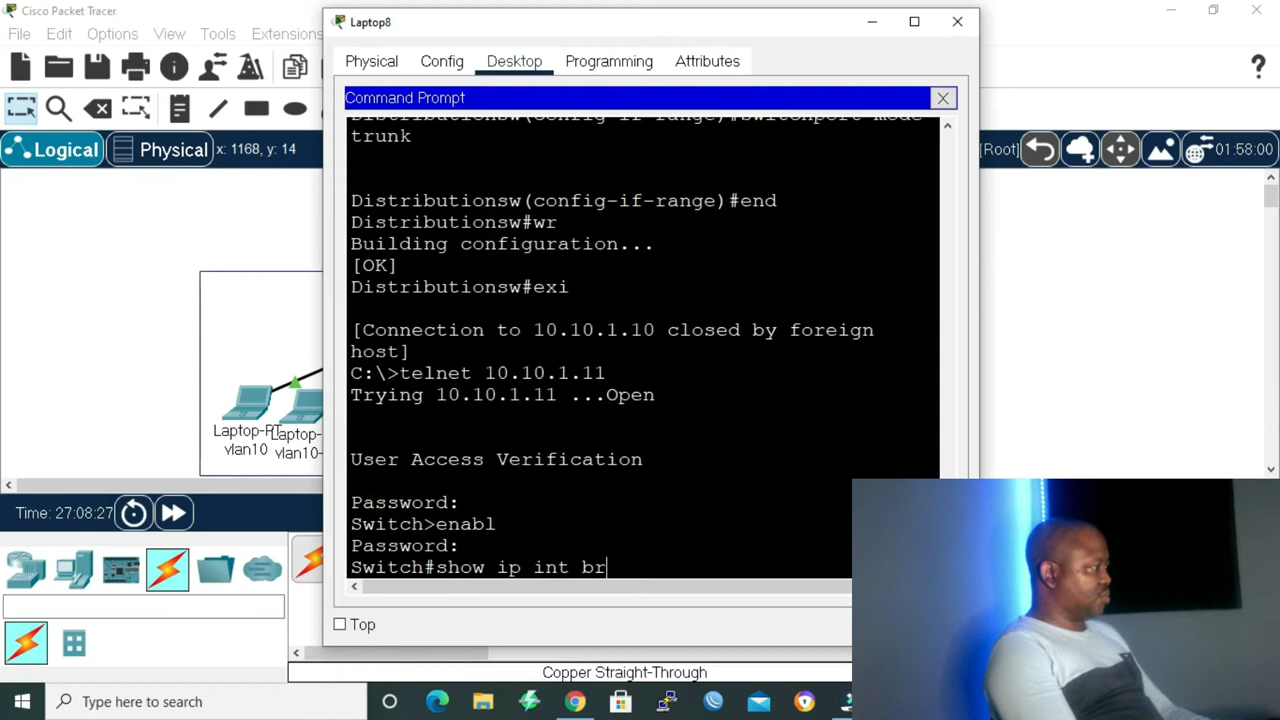 Cisco Packet Tracer
Laptop8
File Edit Options View Tools Extensions
Physical Config Desktop Programming Attributes
Command Prompt
Logical Physical x: 1168, y: 14
[Root] 01:58:00
trunk
Distributionsw(config-if-range)#end
Distributionsw#wr
Building configuration...
[OK]
Distributionsw#exi
[Connection to 10.10.1.10 closed by foreign
host]
C:\>telnet 10.10.1.11
Trying 10.10.1.11 ...Open
User Access Verification
Password:
Switch>enabl
Password:
Switch#show ip int br
Laptop-PT
vlan10
Laptop-
vlan10-
Time: 27:08:27
Top
Copper Straight-Through
Type here to search